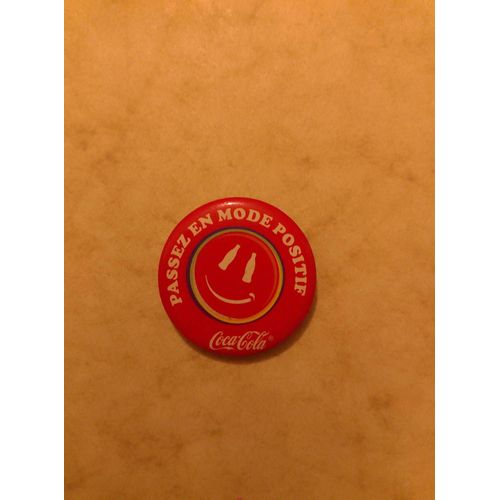 PASSEZ EN MODE POSITIF
Coca-Cola®